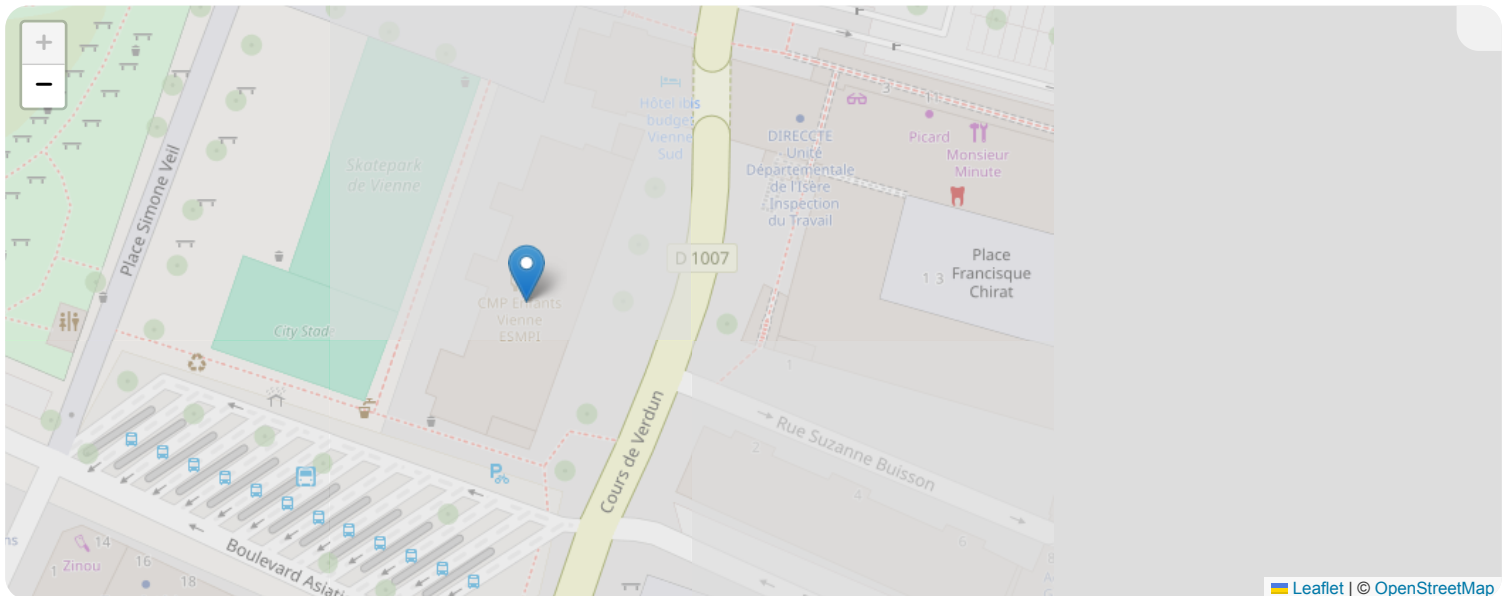 +
−
Place Simone Veil
Skatepark
de Vienne
City Stade
Hôtel ibis
budget
Vienne
Sud
CMP Enfants
Vienne
ESMPI
D 1007
DIRECCTE
Unité
Départementale
de l'Isère
Inspection
du Travail
3
11
Picard
Monsieur
Minute
Place
Francisque
Chirat
1
3
1
Cours de Verdun
Rue Suzanne Buisson
2
4
6
8
P
Boulevard Asiati
14
Zinou
1
16
18
Leaflet | © OpenStreetMap